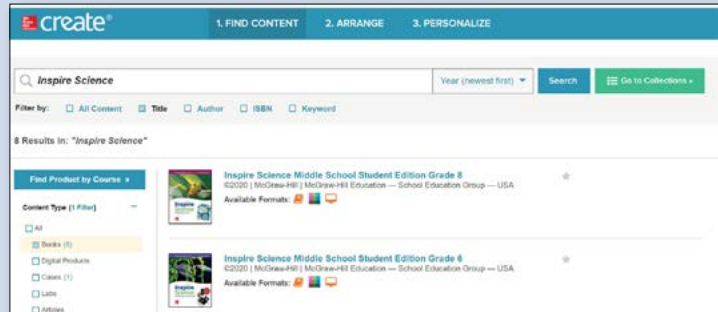 create®
1. FIND CONTENT 2. ARRANGE 3. PERSONALIZE
Inspire Science
Year (newest first)
Search
Go to Collections »
Filter by: All Content Title Author ISBN Keyword
8 Results in: "Inspire Science"
Find Product by Course »
Content Type (1 Filter) —
All
Books (8)
Digital Products
Cases (1)
Labs
Articles
Inspire Science Middle School Student Edition Grade 8
©2020 | McGraw-Hill | McGraw-Hill Education — School Education Group — USA
Available Formats:
Inspire Science Middle School Student Edition Grade 6
©2020 | McGraw-Hill | McGraw-Hill Education — School Education Group — USA
Available Formats: